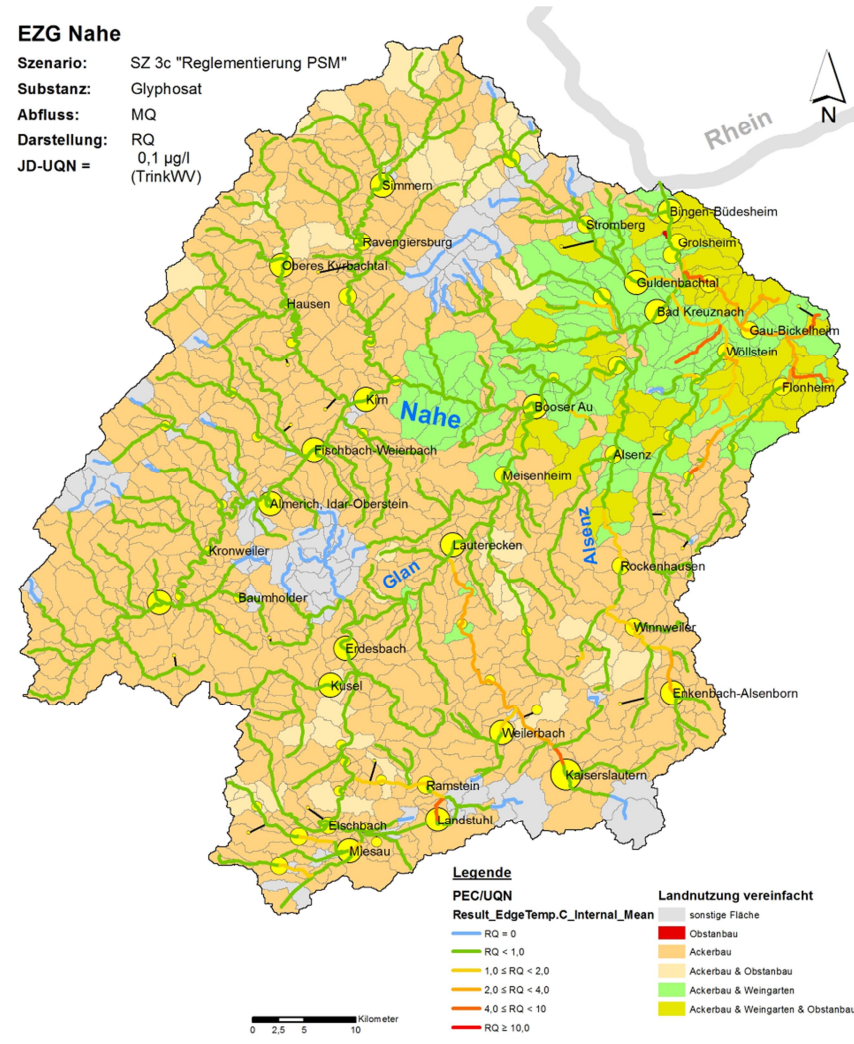 EZG Nahe
Szenario: SZ 3c "Reglementierung PSM"
Substanz: Glyphosat
Abfluss: MQ
Darstellung: RQ
JD-UQN = 0,1 µg/l
(TrinkWV)
Rhein
N
Simmern
Bingen-Büdesheim
Stromberg
Ravengiersburg
Grolsheim
Oberes Kyrbachtal
Guldenbachtal
Hausen
Bad Kreuznach
Gau-Bickelheim
Wöllstein
Flonheim
Kirn
Nahe
Booser Au
Fischbach-Weierbach
Alsenz
Meisenheim
Almerich, Idar-Oberstein
Alsenz
Lauterecken
Kronweiler
Glan
Rockenhausen
Baumholder
Winnweiler
Erdesbach
Kusel
Enkenbach-Alsenborn
Weilerbach
Kaiserslautern
Ramstein
Landstuhl
Elschbach
Miesau
Legende
PEC/UQN
Result_EdgeTemp.C_Internal_Mean
RQ = 0
RQ < 1,0
1,0 ≤ RQ < 2,0
2,0 ≤ RQ < 4,0
4,0 ≤ RQ < 10
RQ ≥ 10,0
Landnutzung vereinfacht
sonstige Fläche
Obstanbau
Ackerbau
Ackerbau & Obstanbau
Ackerbau & Weingarten
Ackerbau & Weingarten & Obstanbau
Kilometer
0 2,5 5 10